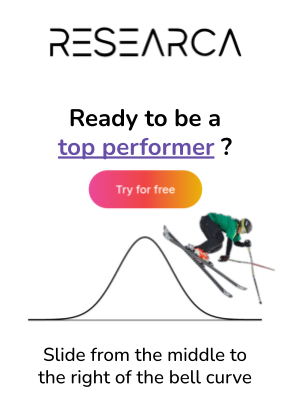 RESEARCA
Ready to be a
top performer ?
Try for free
Slide from the middle to
the right of the bell curve